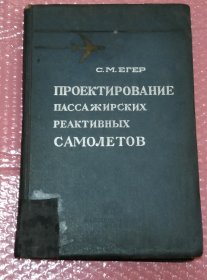 С. М. ЕГЕР
ПРОЕКТИРОВАНИЕ
ПАССАЖИРСКИХ
РЕАКТИВНЫХ
САМОЛЕТОВ